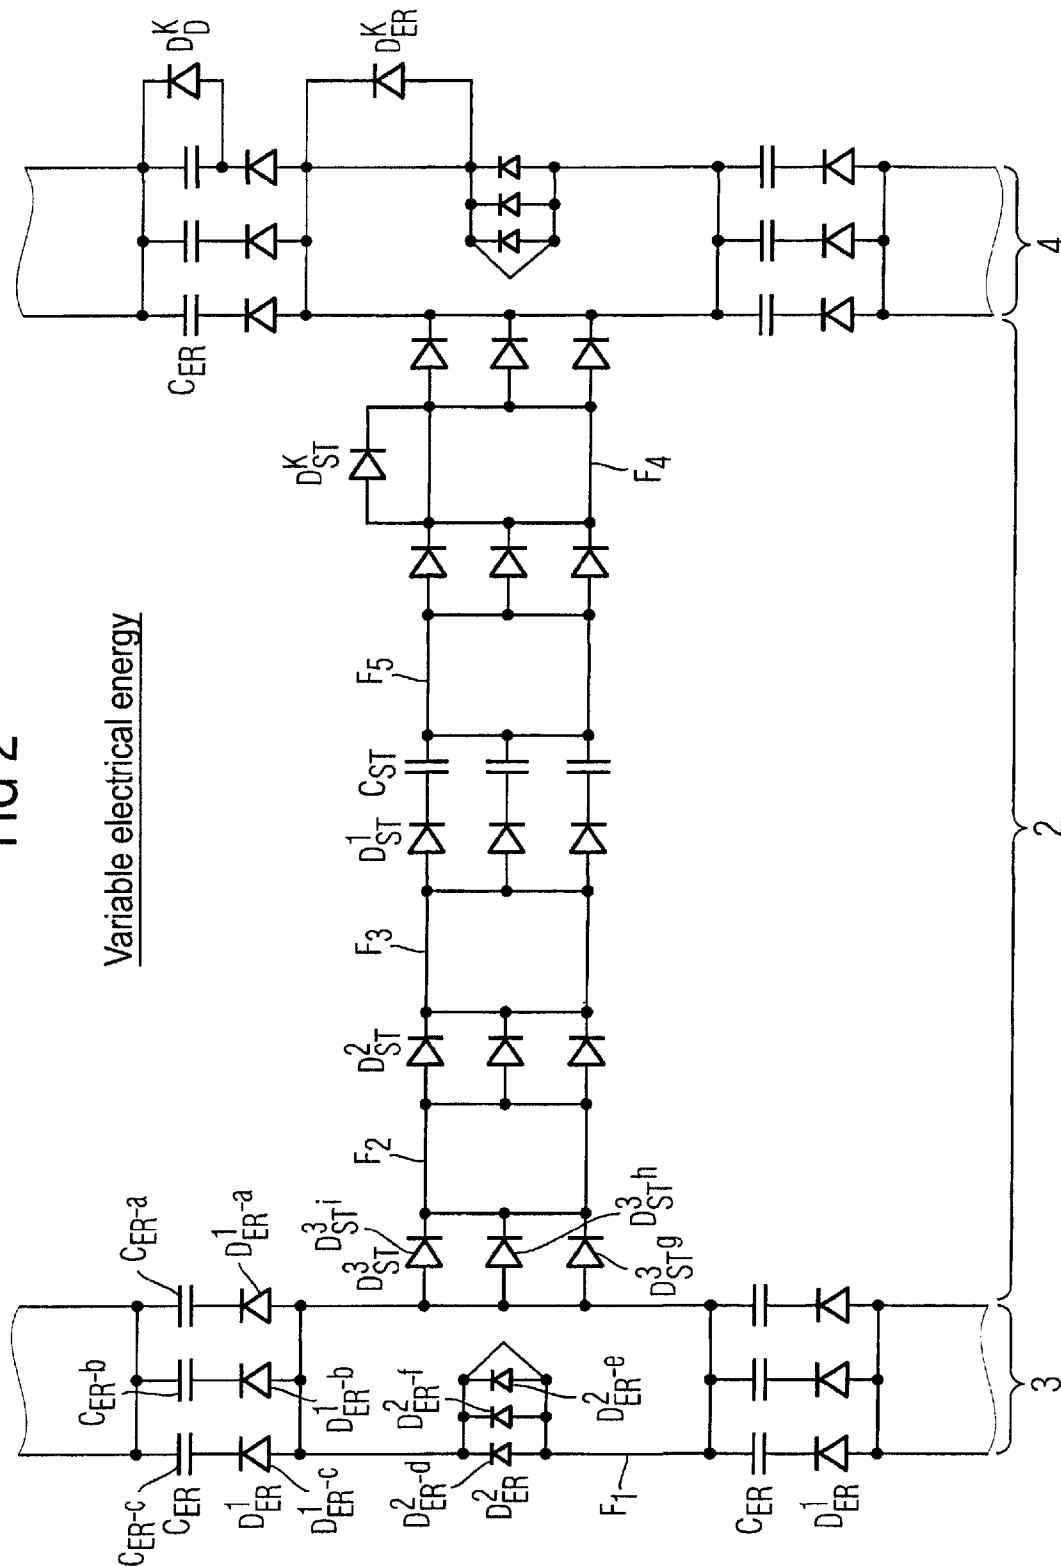 FIG 2
Variable electrical energy
C_ER-c
C_ER
D^1_ER
D^1_ER-c
C_ER-b
D^1_ER-b
C_ER-a
D^1_ER-a
D^2_ER-d
D^2_ER
D^2_ER-f
D^2_ER-e
F_1
C_ER
D^1_ER
D^3_ST
D^3_ST i
D^3_ST h
D^3_ST g
F_2
D^2_ST
F_3
D^1_ST
C_ST
F_5
D^K_ST
F_4
C_ER
D^K_D
D^K_ER
3
2
4